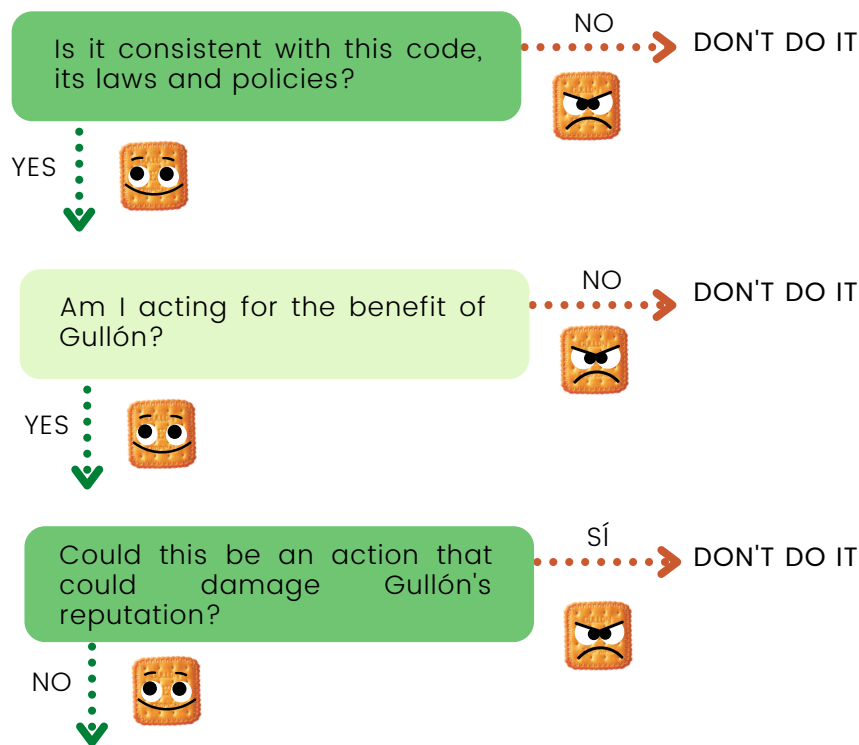 NO
DON'T DO IT
Is it consistent with this code,
its laws and policies?
YES
NO
DON'T DO IT
Am I acting for the benefit of
Gullón?
YES
SÍ
DON'T DO IT
Could this be an action that
could damage Gullón's
reputation?
NO